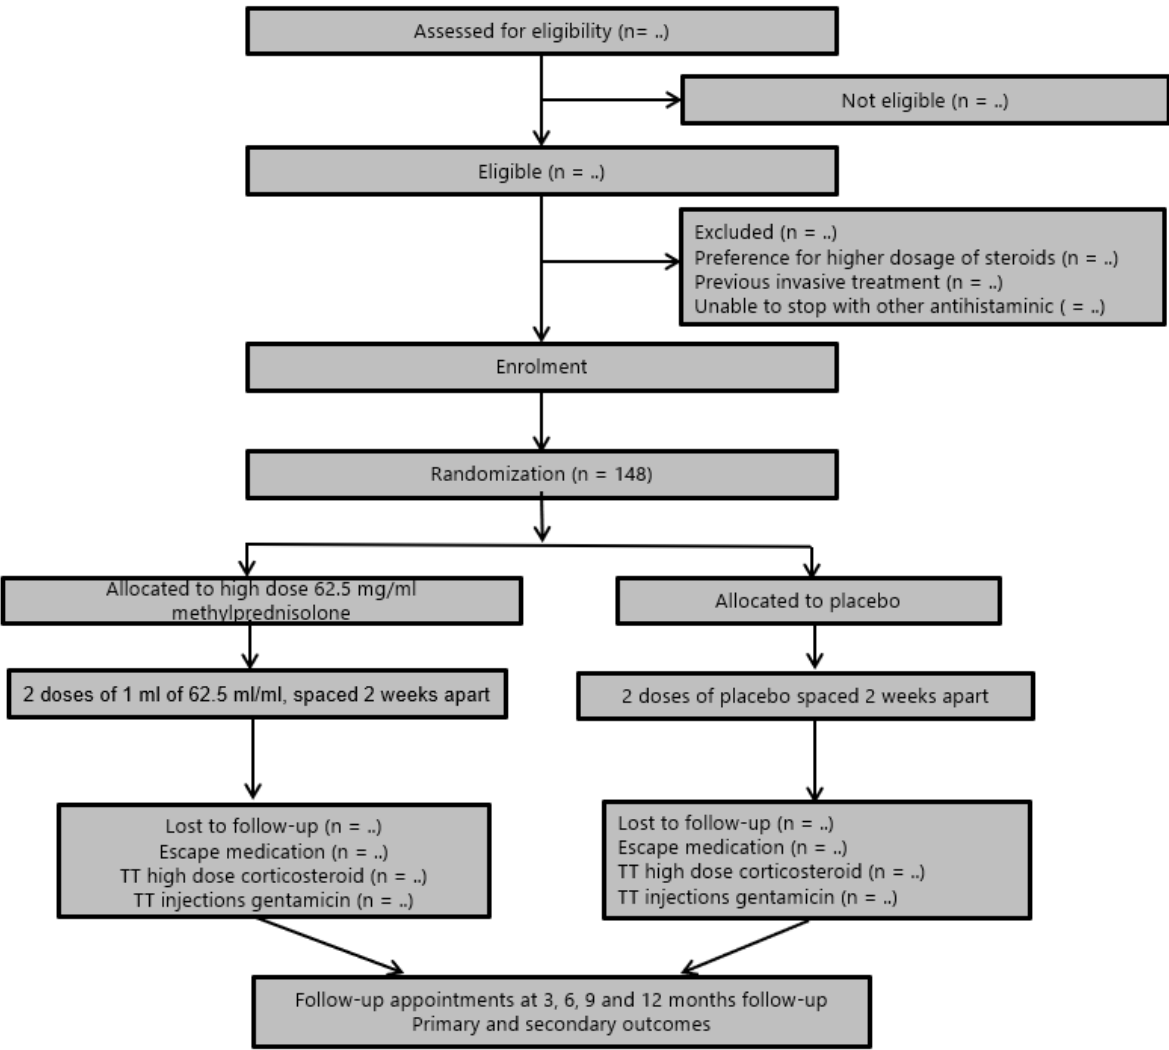 Assessed for eligibility (n= ..)
Not eligible (n = ..)
Eligible (n = ..)
Excluded (n = ..)
Preference for higher dosage of steroids (n = ..)
Previous invasive treatment (n = ..)
Unable to stop with other antihistaminic ( = ..)
Enrolment
Randomization (n = 148)
Allocated to high dose 62.5 mg/ml
methylprednisolone
Allocated to placebo
2 doses of 1 ml of 62.5 ml/ml, spaced 2 weeks apart
2 doses of placebo spaced 2 weeks apart
Lost to follow-up (n = ..)
Escape medication (n = ..)
TT high dose corticosteroid (n = ..)
TT injections gentamicin (n = ..)
Lost to follow-up (n = ..)
Escape medication (n = ..)
TT high dose corticosteroid (n = ..)
TT injections gentamicin (n = ..)
Follow-up appointments at 3, 6, 9 and 12 months follow-up
Primary and secondary outcomes